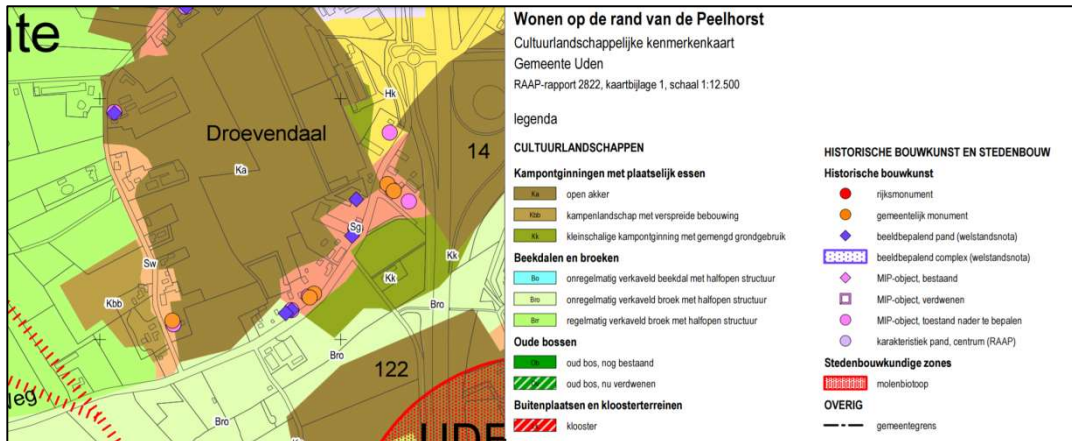 nte
Hk
Droevendaal
14
Ka
Sg
Sw
Kk
Kk
Kbb
Bro
Bro
122
Bro
UDE
Wonen op de rand van de Peelhorst
Cultuurlandschappelijke kenmerkenkaart
Gemeente Uden
RAAP-rapport 2822, kaartbijlage 1, schaal 1:12.500
legenda
CULTUURLANDSCHAPPEN
Kampontginningen met plaatselijk essen
Ka open akker
Kbb kampenlandschap met verspreide bebouwing
Kk kleinschalige kampontginning met gemengd grondgebruik
Beekdalen en broeken
Bo onregelmatig verkaveld beekdal met halfopen structuur
Bro onregelmatig verkaveld broek met halfopen structuur
Brr regelmatig verkaveld broek met halfopen structuur
Oude bossen
Ob oud bos, nog bestaand
oud bos, nu verdwenen
Buitenplaatsen en kloosterterreinen
klooster
HISTORISCHE BOUWKUNST EN STEDENBOUW
Historische bouwkunst
rijksmonument
gemeentelijk monument
beeldbepalend pand (welstandsnota)
beeldbepalend complex (welstandsnota)
MIP-object, bestaand
MIP-object, verdwenen
MIP-object, toestand nader te bepalen
karakteristiek pand, centrum (RAAP)
Stedenbouwkundige zones
molenbiotoop
OVERIG
gemeentegrens